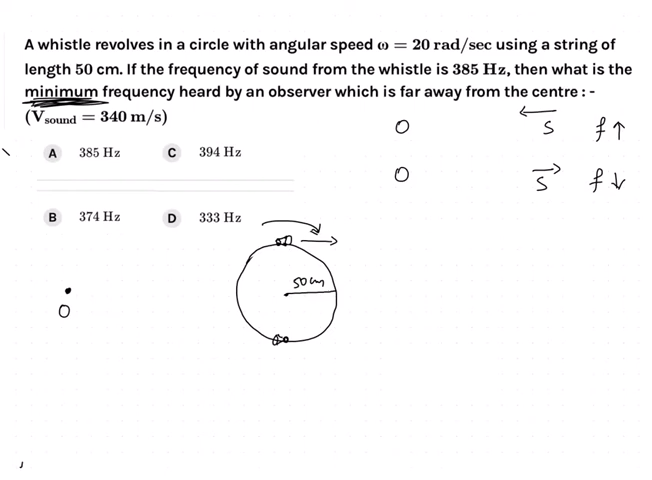 A whistle revolves in a circle with angular speed ω = 20 rad/sec using a string of
length 50 cm. If the frequency of sound from the whistle is 385 Hz, then what is the
minimum frequency heard by an observer which is far away from the centre : -
(Vsound = 340 m/s)
O S f↑
A 385 Hz C 394 Hz
O S f↓
B 374 Hz D 333 Hz
50cm
O